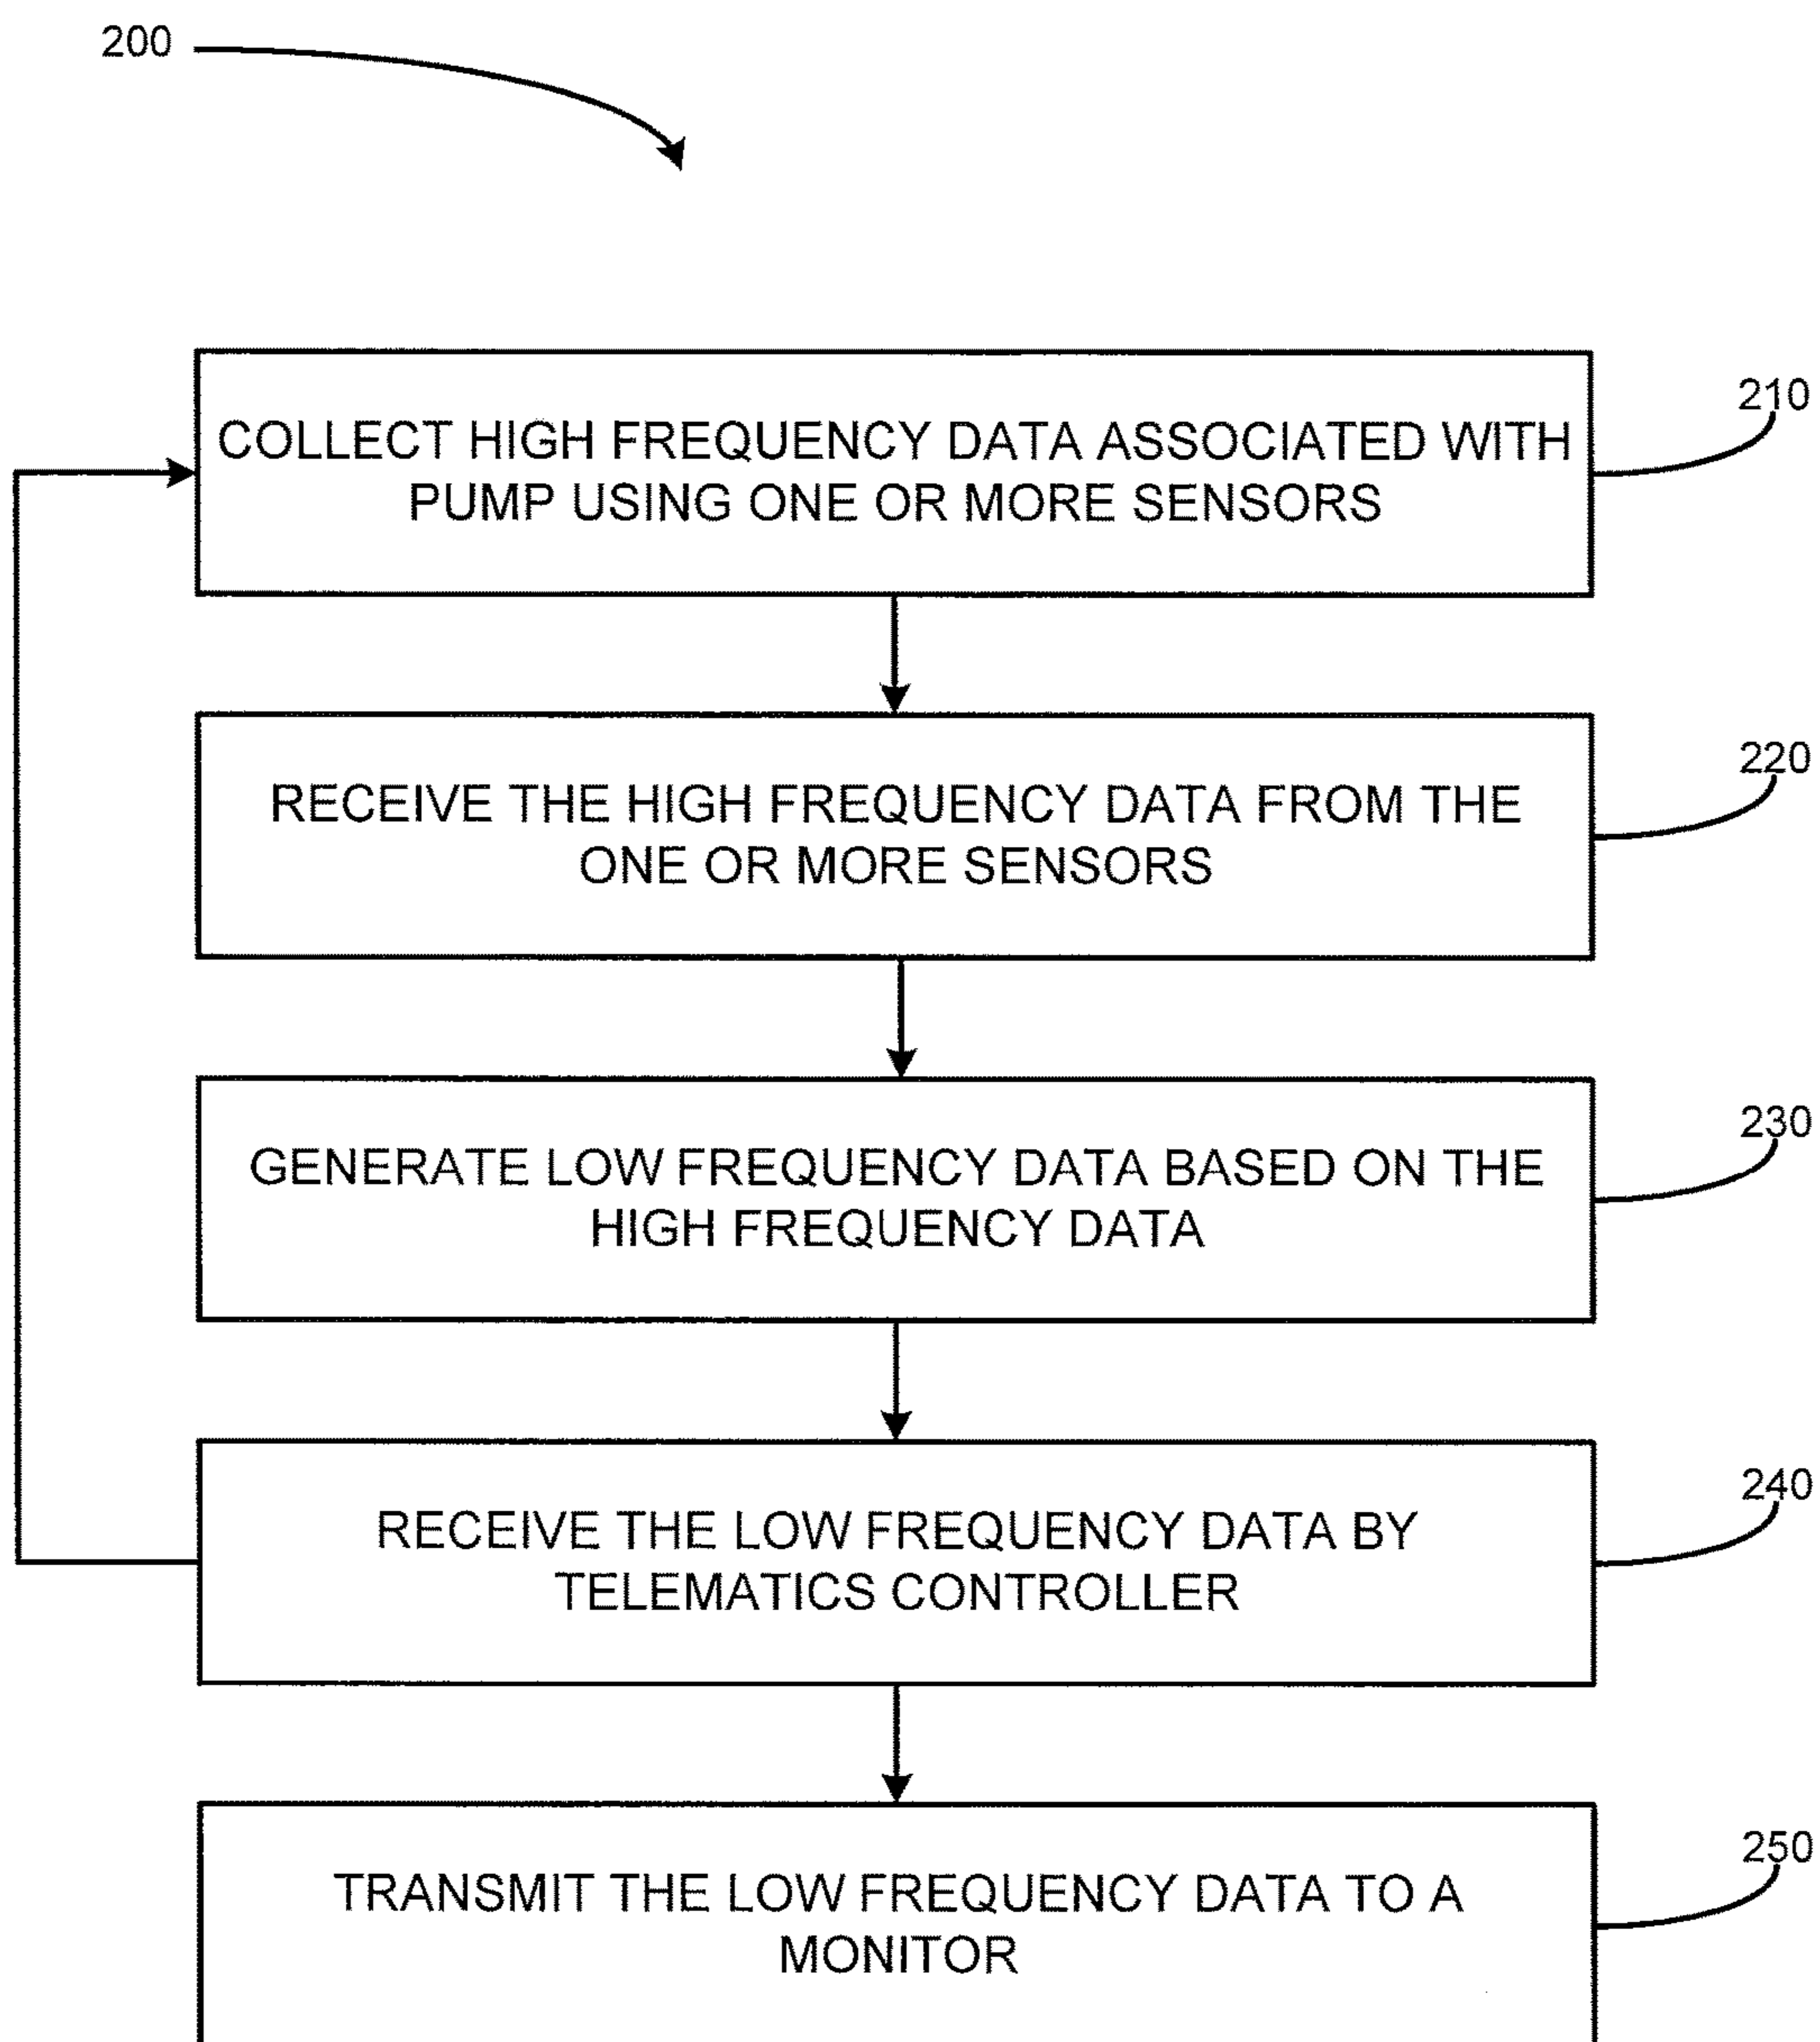 200
COLLECT HIGH FREQUENCY DATA ASSOCIATED WITH
PUMP USING ONE OR MORE SENSORS
210
RECEIVE THE HIGH FREQUENCY DATA FROM THE
ONE OR MORE SENSORS
220
GENERATE LOW FREQUENCY DATA BASED ON THE
HIGH FREQUENCY DATA
230
RECEIVE THE LOW FREQUENCY DATA BY
TELEMATICS CONTROLLER
240
TRANSMIT THE LOW FREQUENCY DATA TO A
MONITOR
250